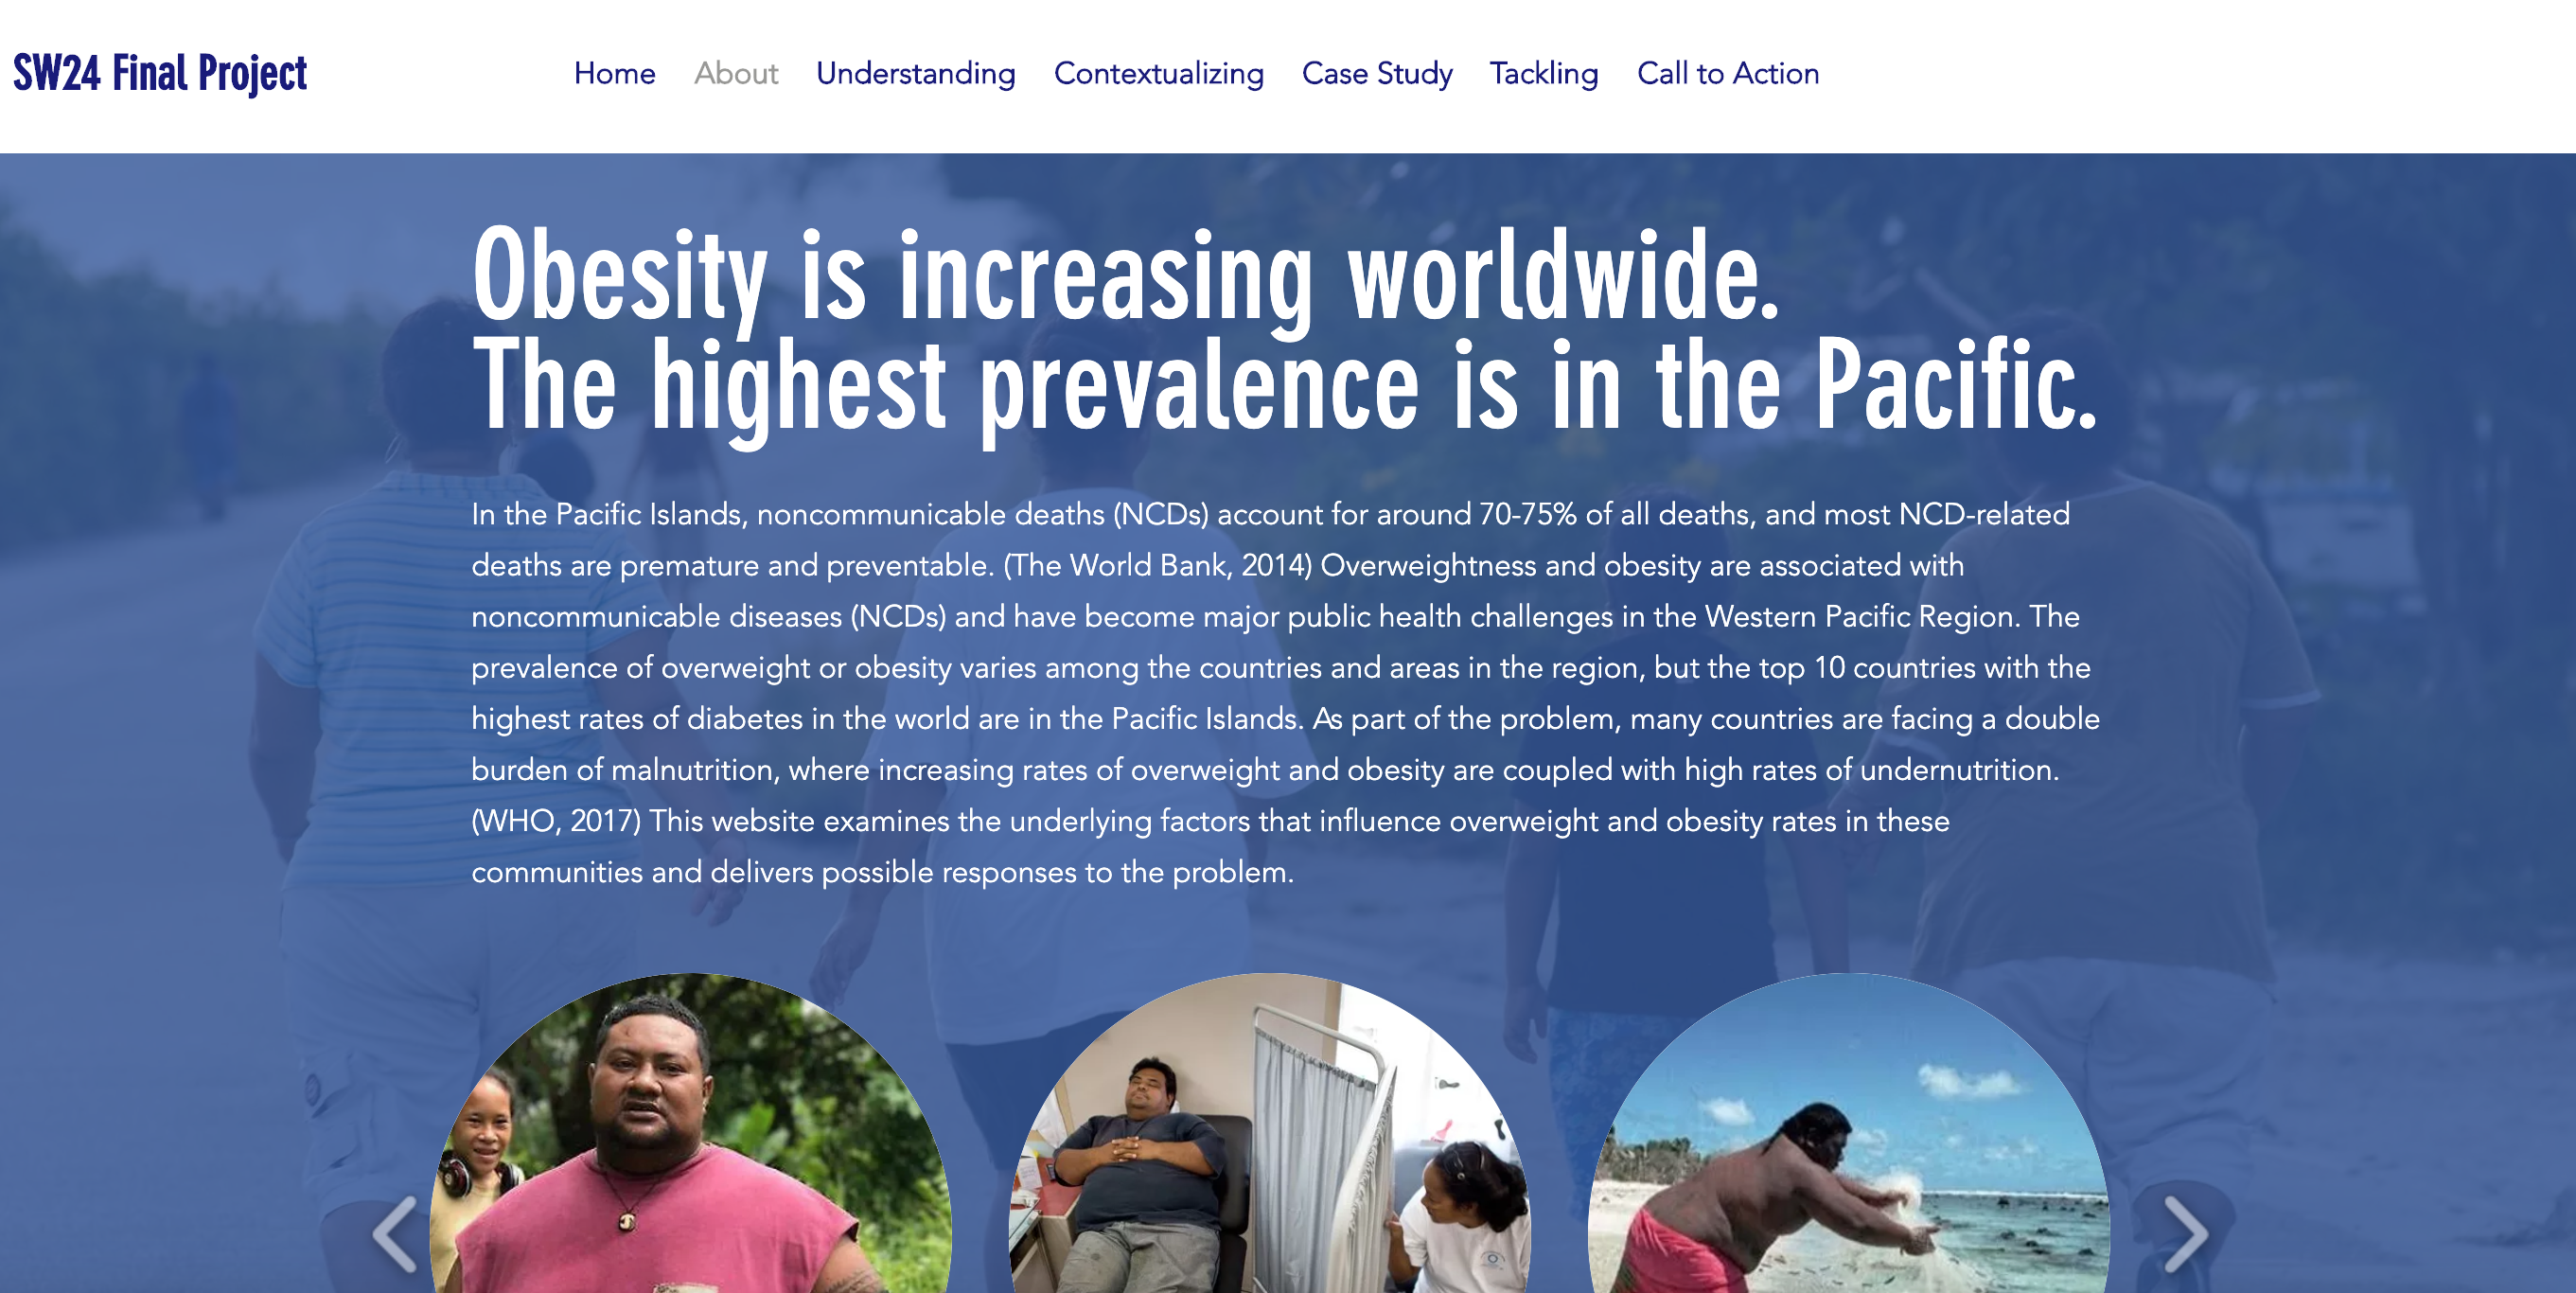 SW24 Final Project
Home About Understanding Contextualizing Case Study Tackling Call to Action
Obesity is increasing worldwide.
The highest prevalence is in the Pacific.
In the Pacific Islands, noncommunicable deaths (NCDs) account for around 70-75% of all deaths, and most NCD-related
deaths are premature and preventable. (The World Bank, 2014) Overweightness and obesity are associated with
noncommunicable diseases (NCDs) and have become major public health challenges in the Western Pacific Region. The
prevalence of overweight or obesity varies among the countries and areas in the region, but the top 10 countries with the
highest rates of diabetes in the world are in the Pacific Islands. As part of the problem, many countries are facing a double
burden of malnutrition, where increasing rates of overweight and obesity are coupled with high rates of undernutrition.
(WHO, 2017) This website examines the underlying factors that influence overweight and obesity rates in these
communities and delivers possible responses to the problem.